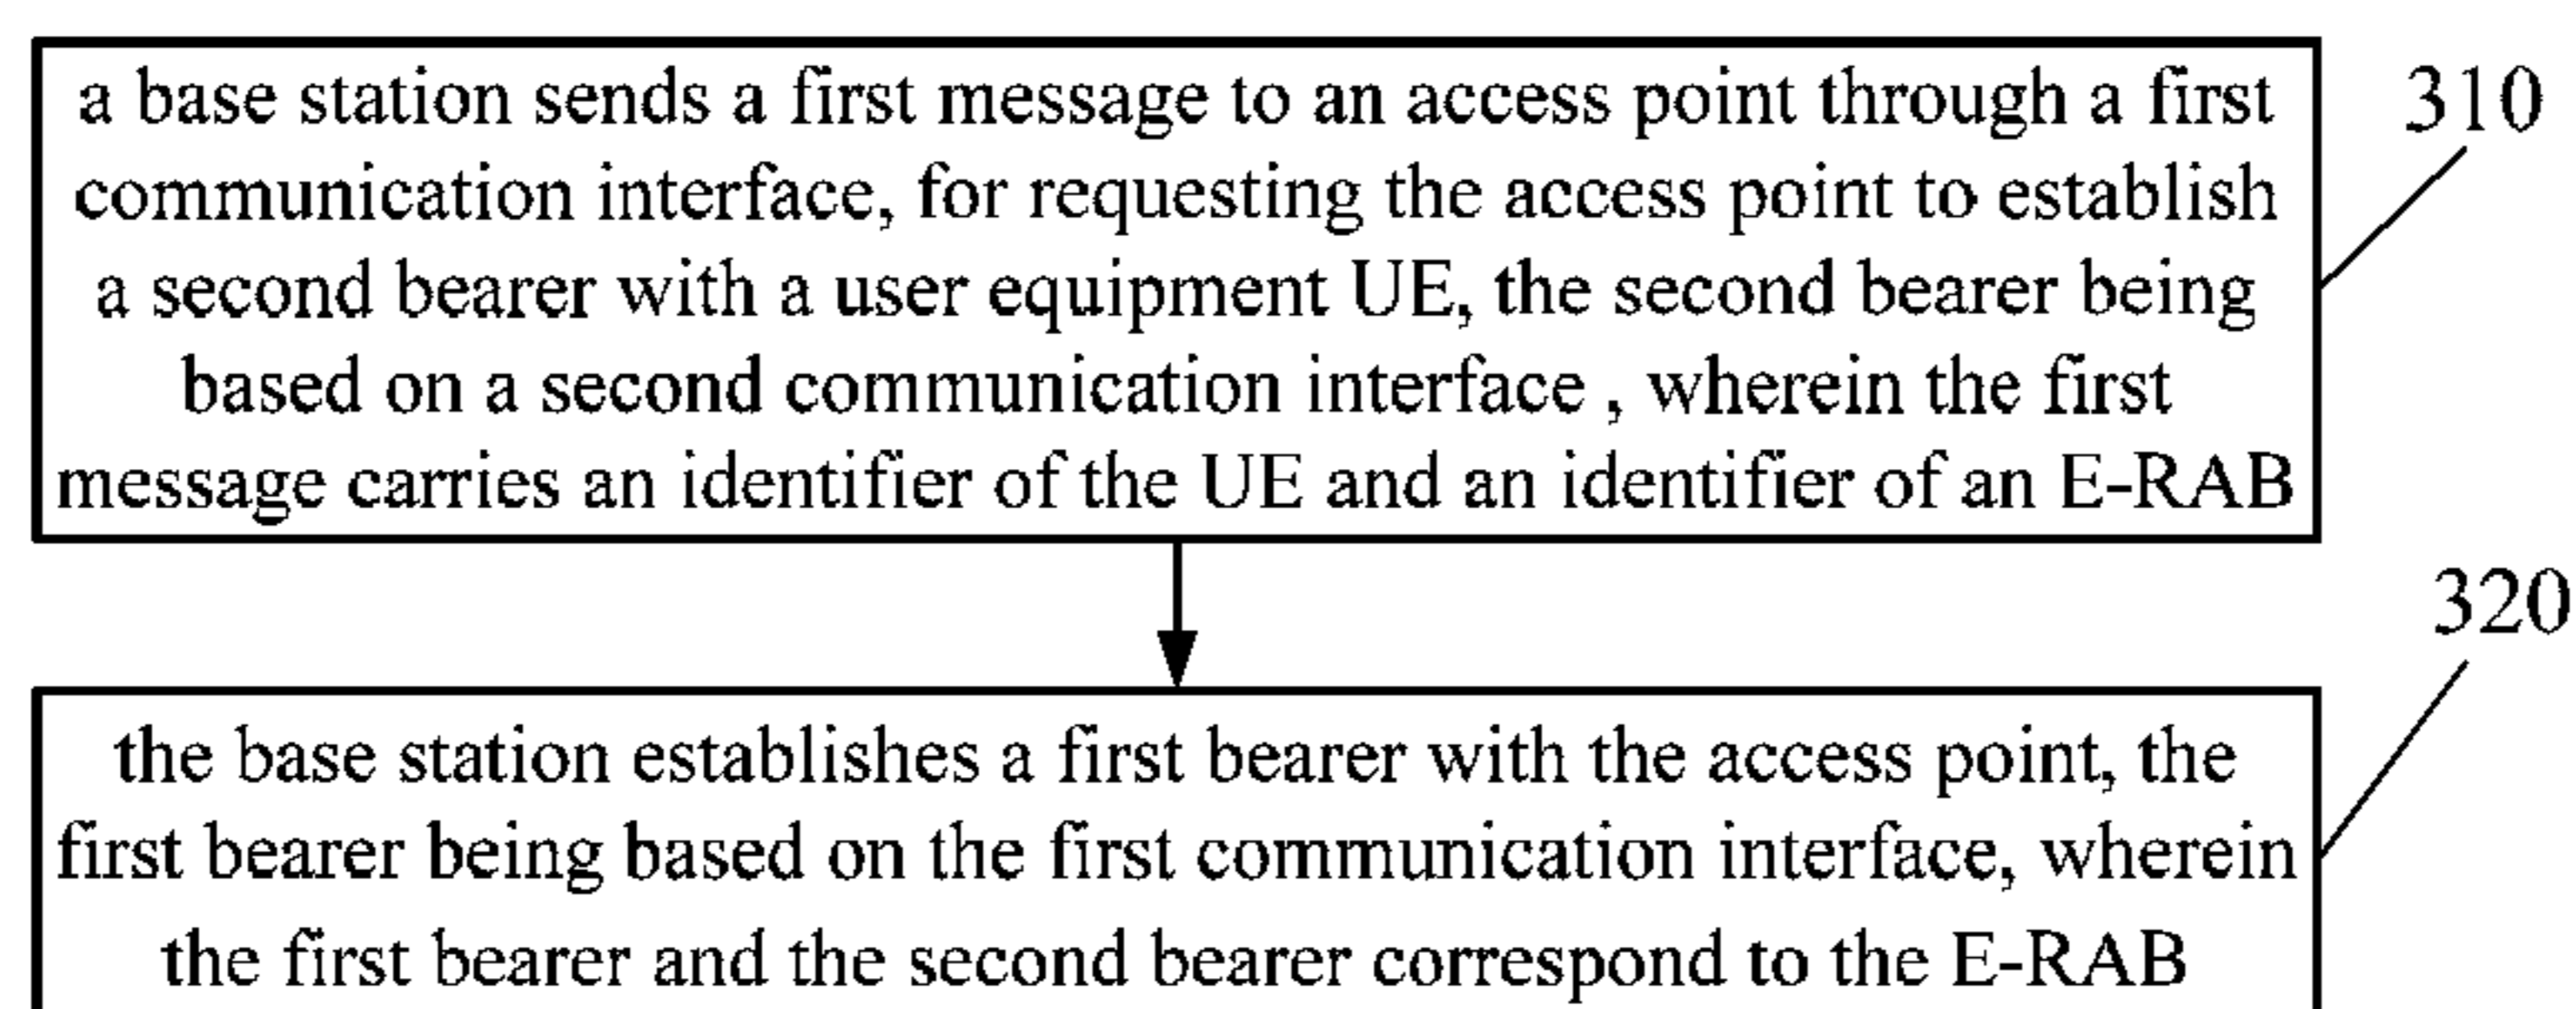 a base station sends a first message to an access point through a first
communication interface, for requesting the access point to establish
a second bearer with a user equipment UE, the second bearer being
based on a second communication interface , wherein the first
message carries an identifier of the UE and an identifier of an E-RAB
310
the base station establishes a first bearer with the access point, the
first bearer being based on the first communication interface, wherein
the first bearer and the second bearer correspond to the E-RAB
320